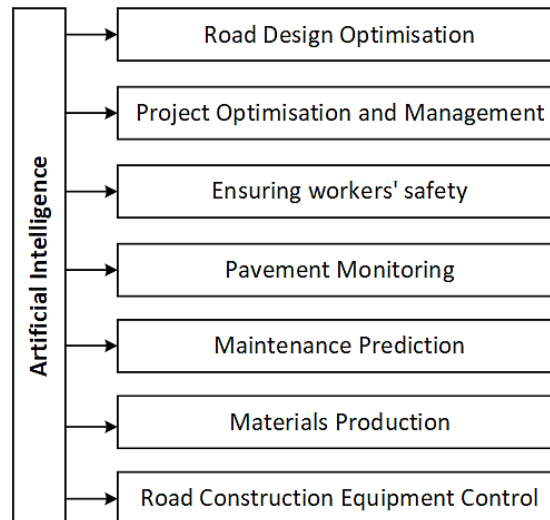 Artificial Intelligence
Road Design Optimisation
Project Optimisation and Management
Ensuring workers' safety
Pavement Monitoring
Maintenance Prediction
Materials Production
Road Construction Equipment Control